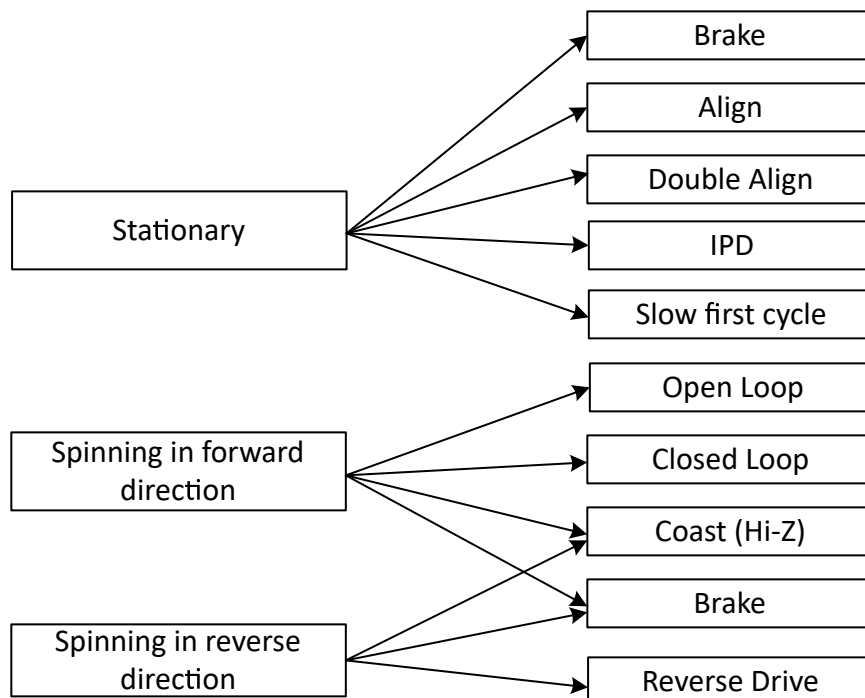 Brake
Align
Double Align
Stationary
IPD
Slow first cycle
Open Loop
Spinning in forward
direction
Closed Loop
Coast (Hi-Z)
Brake
Spinning in reverse
direction
Reverse Drive